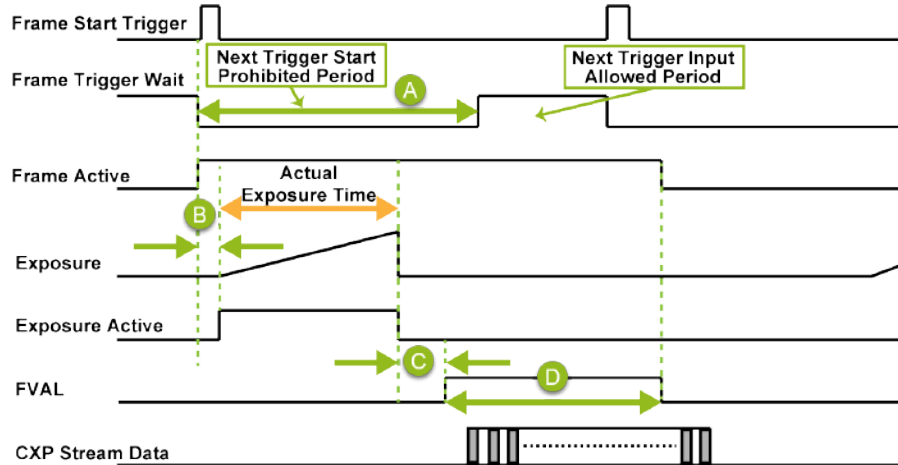 Frame Start Trigger
Next Trigger Start
Prohibited Period
Next Trigger Input
Allowed Period
Frame Trigger Wait
A
Frame Active
Actual
Exposure Time
B
Exposure
Exposure Active
C
D
FVAL
CXP Stream Data